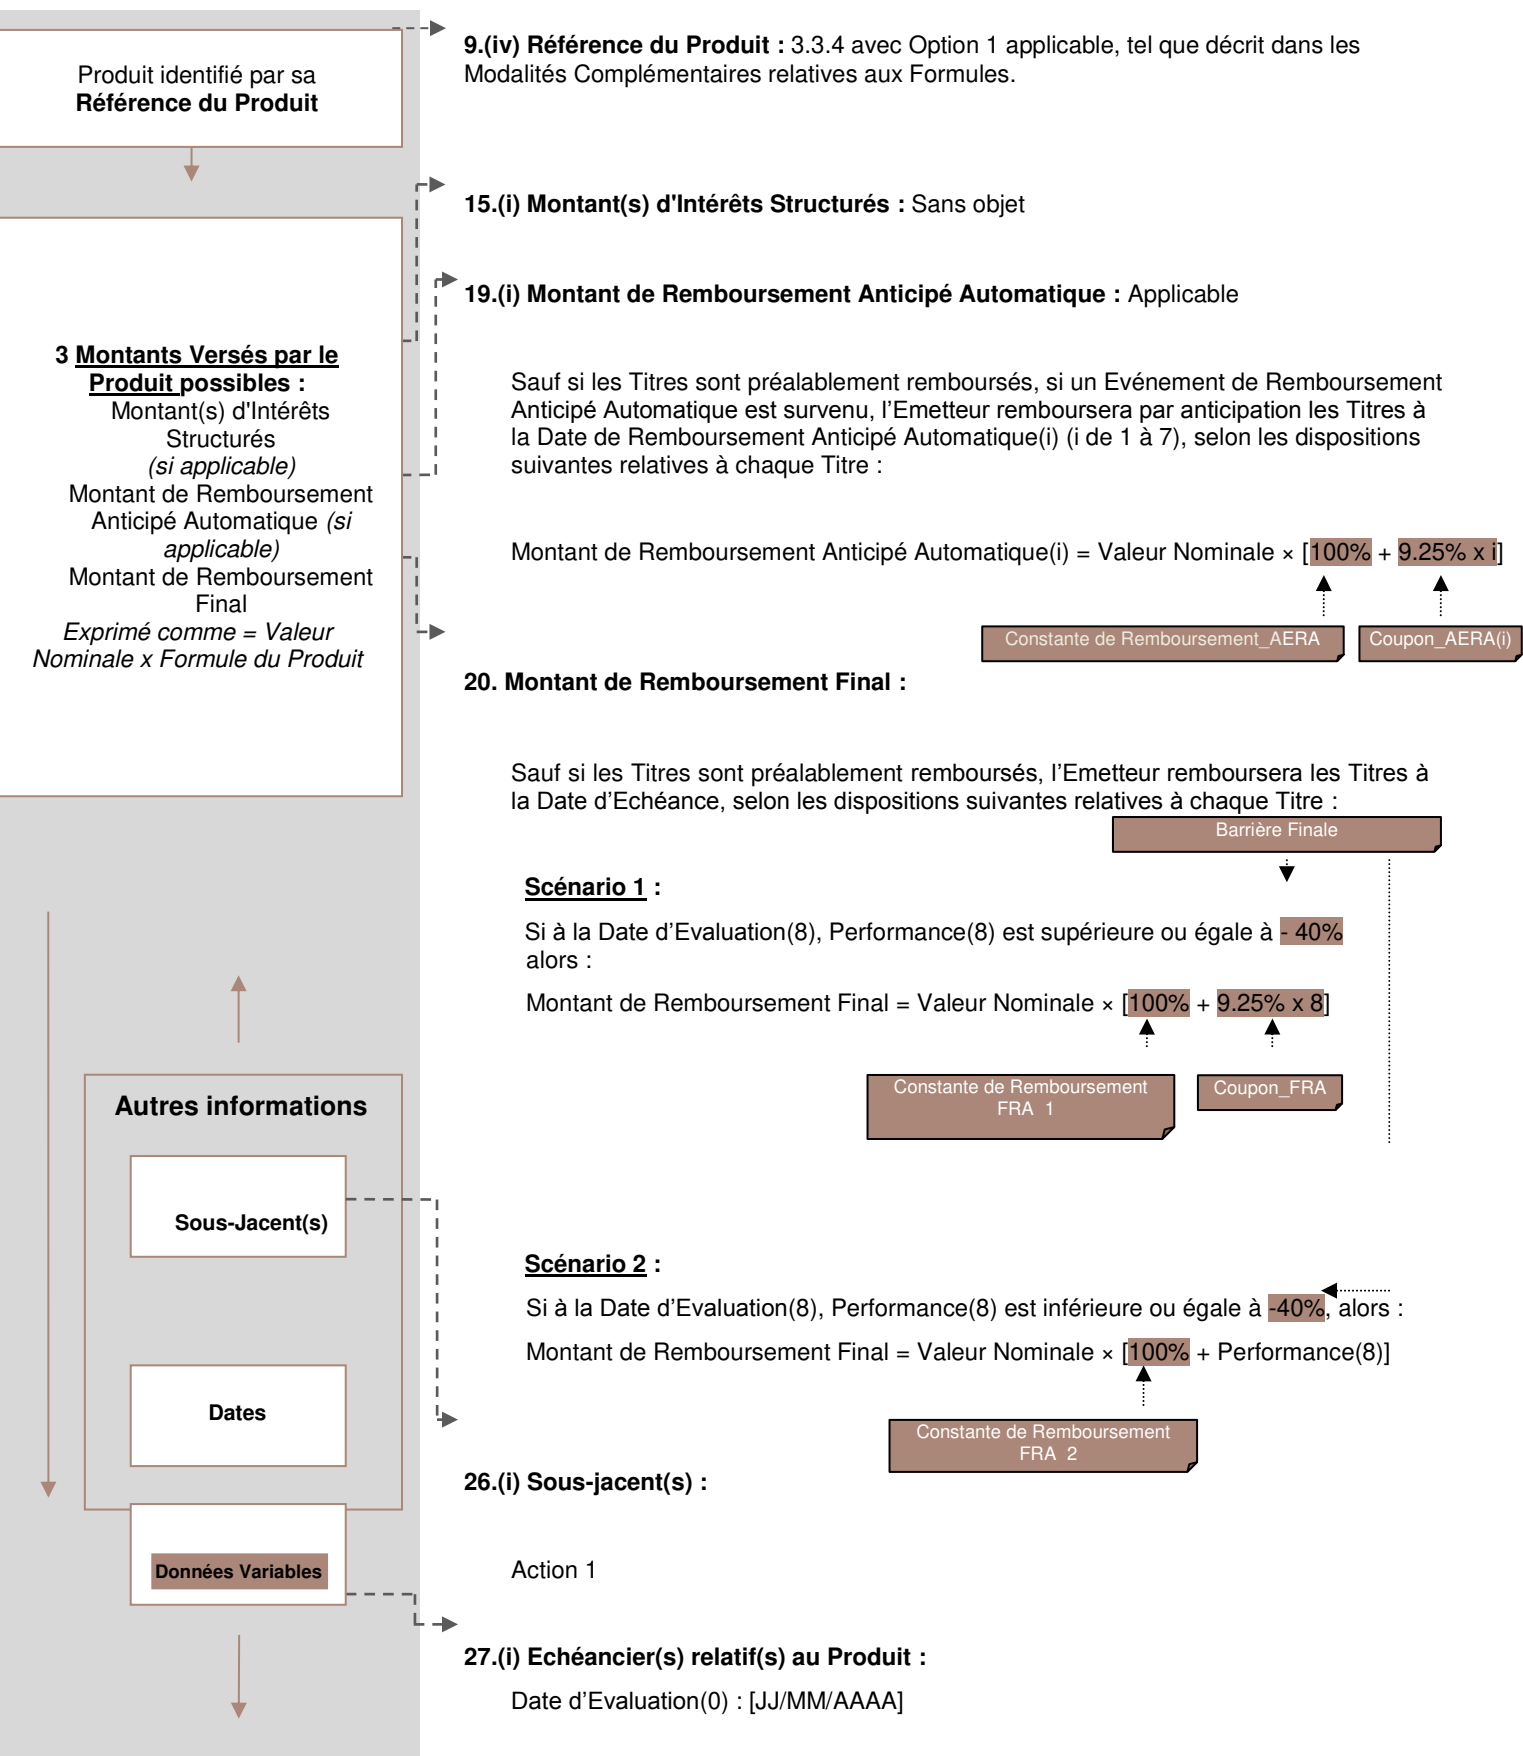 Produit identifié par sa
Référence du Produit
3 Montants Versés par le
Produit possibles :
Montant(s) d'Intérêts
Structurés
(si applicable)
Montant de Remboursement
Anticipé Automatique (si
applicable)
Montant de Remboursement
Final
Exprimé comme = Valeur
Nominale x Formule du Produit
Autres informations
Sous-Jacent(s)
Dates
Données Variables
9.(iv) Référence du Produit : 3.3.4 avec Option 1 applicable, tel que décrit dans les
Modalités Complémentaires relatives aux Formules.
15.(i) Montant(s) d'Intérêts Structurés : Sans objet
19.(i) Montant de Remboursement Anticipé Automatique : Applicable
Sauf si les Titres sont préalablement remboursés, si un Evénement de Remboursement
Anticipé Automatique est survenu, l’Emetteur remboursera par anticipation les Titres à
la Date de Remboursement Anticipé Automatique(i) (i de 1 à 7), selon les dispositions
suivantes relatives à chaque Titre :
Montant de Remboursement Anticipé Automatique(i) = Valeur Nominale × [100% + 9.25% x i]
Constante de Remboursement_AERA
Coupon_AERA(i)
20. Montant de Remboursement Final :
Sauf si les Titres sont préalablement remboursés, l’Emetteur remboursera les Titres à
la Date d’Echéance, selon les dispositions suivantes relatives à chaque Titre :
Barrière Finale
Scénario 1 :
Si à la Date d’Evaluation(8), Performance(8) est supérieure ou égale à - 40%
alors :
Montant de Remboursement Final = Valeur Nominale × [100% + 9.25% x 8]
Constante de Remboursement
FRA 1
Coupon_FRA
Scénario 2 :
Si à la Date d’Evaluation(8), Performance(8) est inférieure ou égale à -40%, alors :
Montant de Remboursement Final = Valeur Nominale × [100% + Performance(8)]
Constante de Remboursement
FRA 2
26.(i) Sous-jacent(s) :
Action 1
27.(i) Echéancier(s) relatif(s) au Produit :
Date d’Evaluation(0) : [JJ/MM/AAAA]